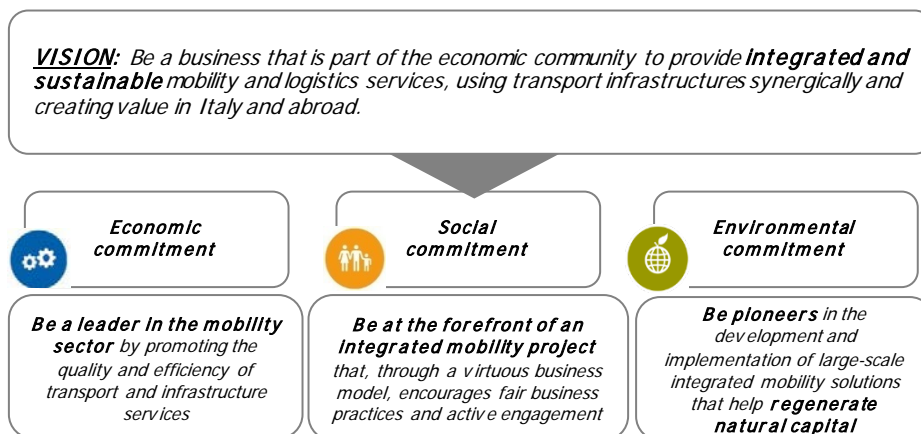 VISION: Be a business that is part of the economic community to provide integrated and
sustainable mobility and logistics services, using transport infrastructures synergically and
creating value in Italy and abroad.
Economic
commitment
Social
commitment
Environmental
commitment
Be a leader in the mobility
sector by promoting the
quality and efficiency of
transport and infrastructure
services
Be at the forefront of an
integrated mobility project
that, through a virtuous business
model, encourages fair business
practices and active engagement
Be pioneers in the
development and
implementation of large-scale
integrated mobility solutions
that help regenerate
natural capital